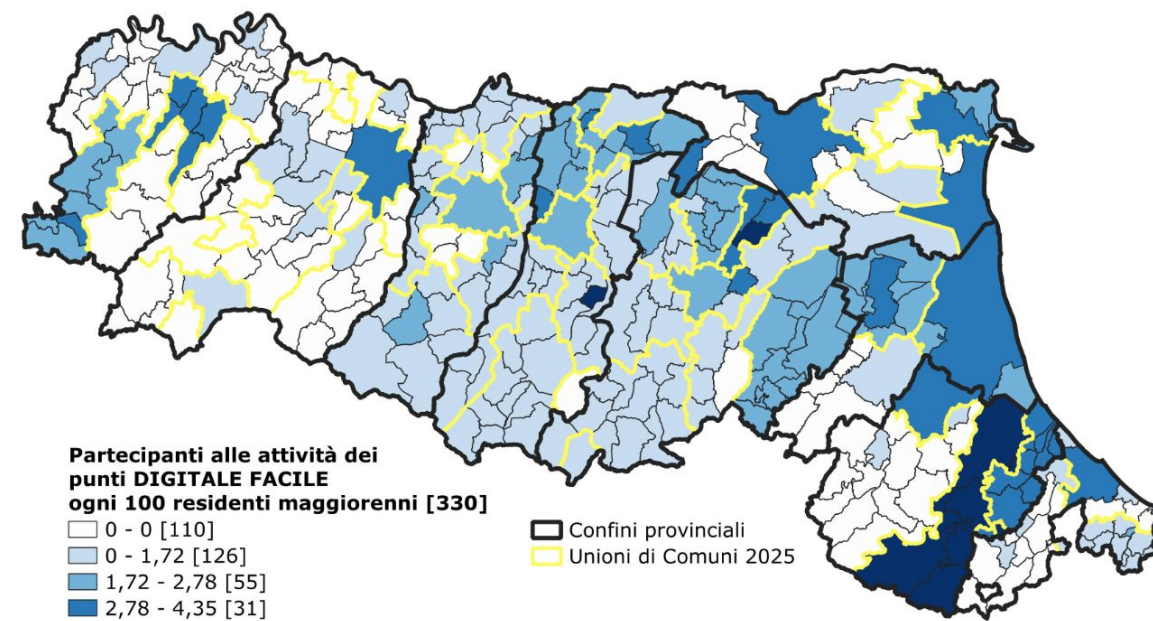 Partecipanti alle attività dei
punti DIGITALE FACILE
ogni 100 residenti maggiorenni [330]
0 - 0 [110]
0 - 1,72 [126]
1,72 - 2,78 [55]
2,78 - 4,35 [31]
Confini provinciali
Unioni di Comuni 2025